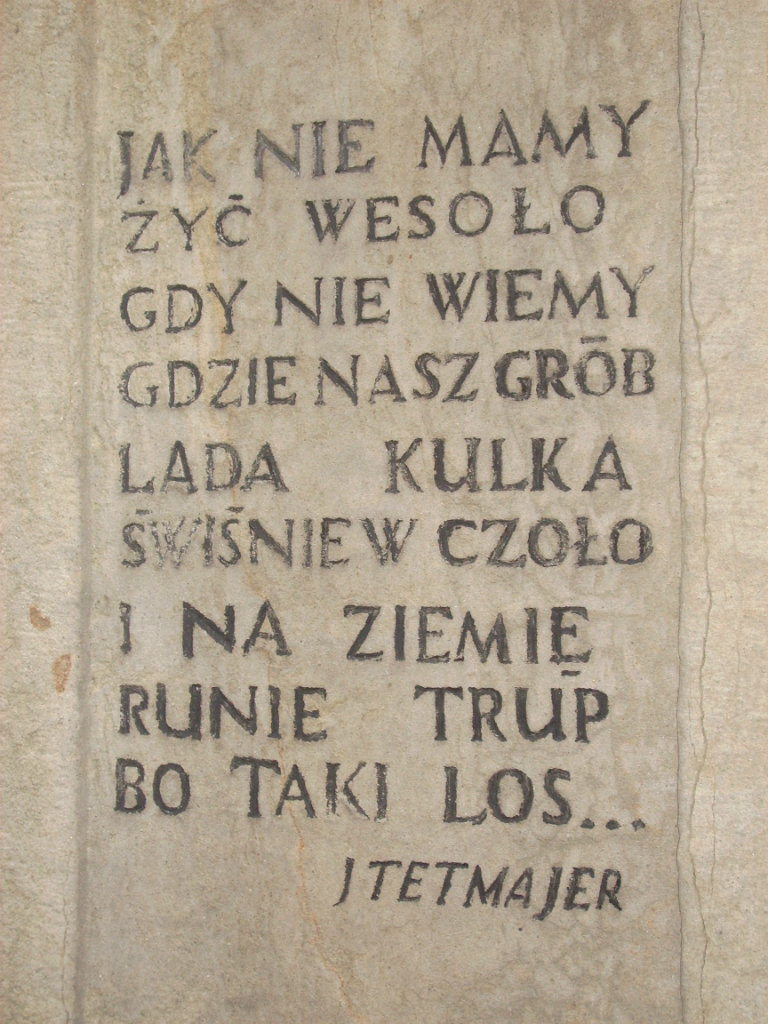 JAK NIE MAMY
ŻYĆ WESOŁO
GDY NIE WIEMY
GDZIE NASZ GRÓB
LADA KULKA
ŚWIŚNIE W CZOŁO
I NA ZIEMIĘ
RUNIE TRUP
BO TAKI LOS...
J TETMAJER